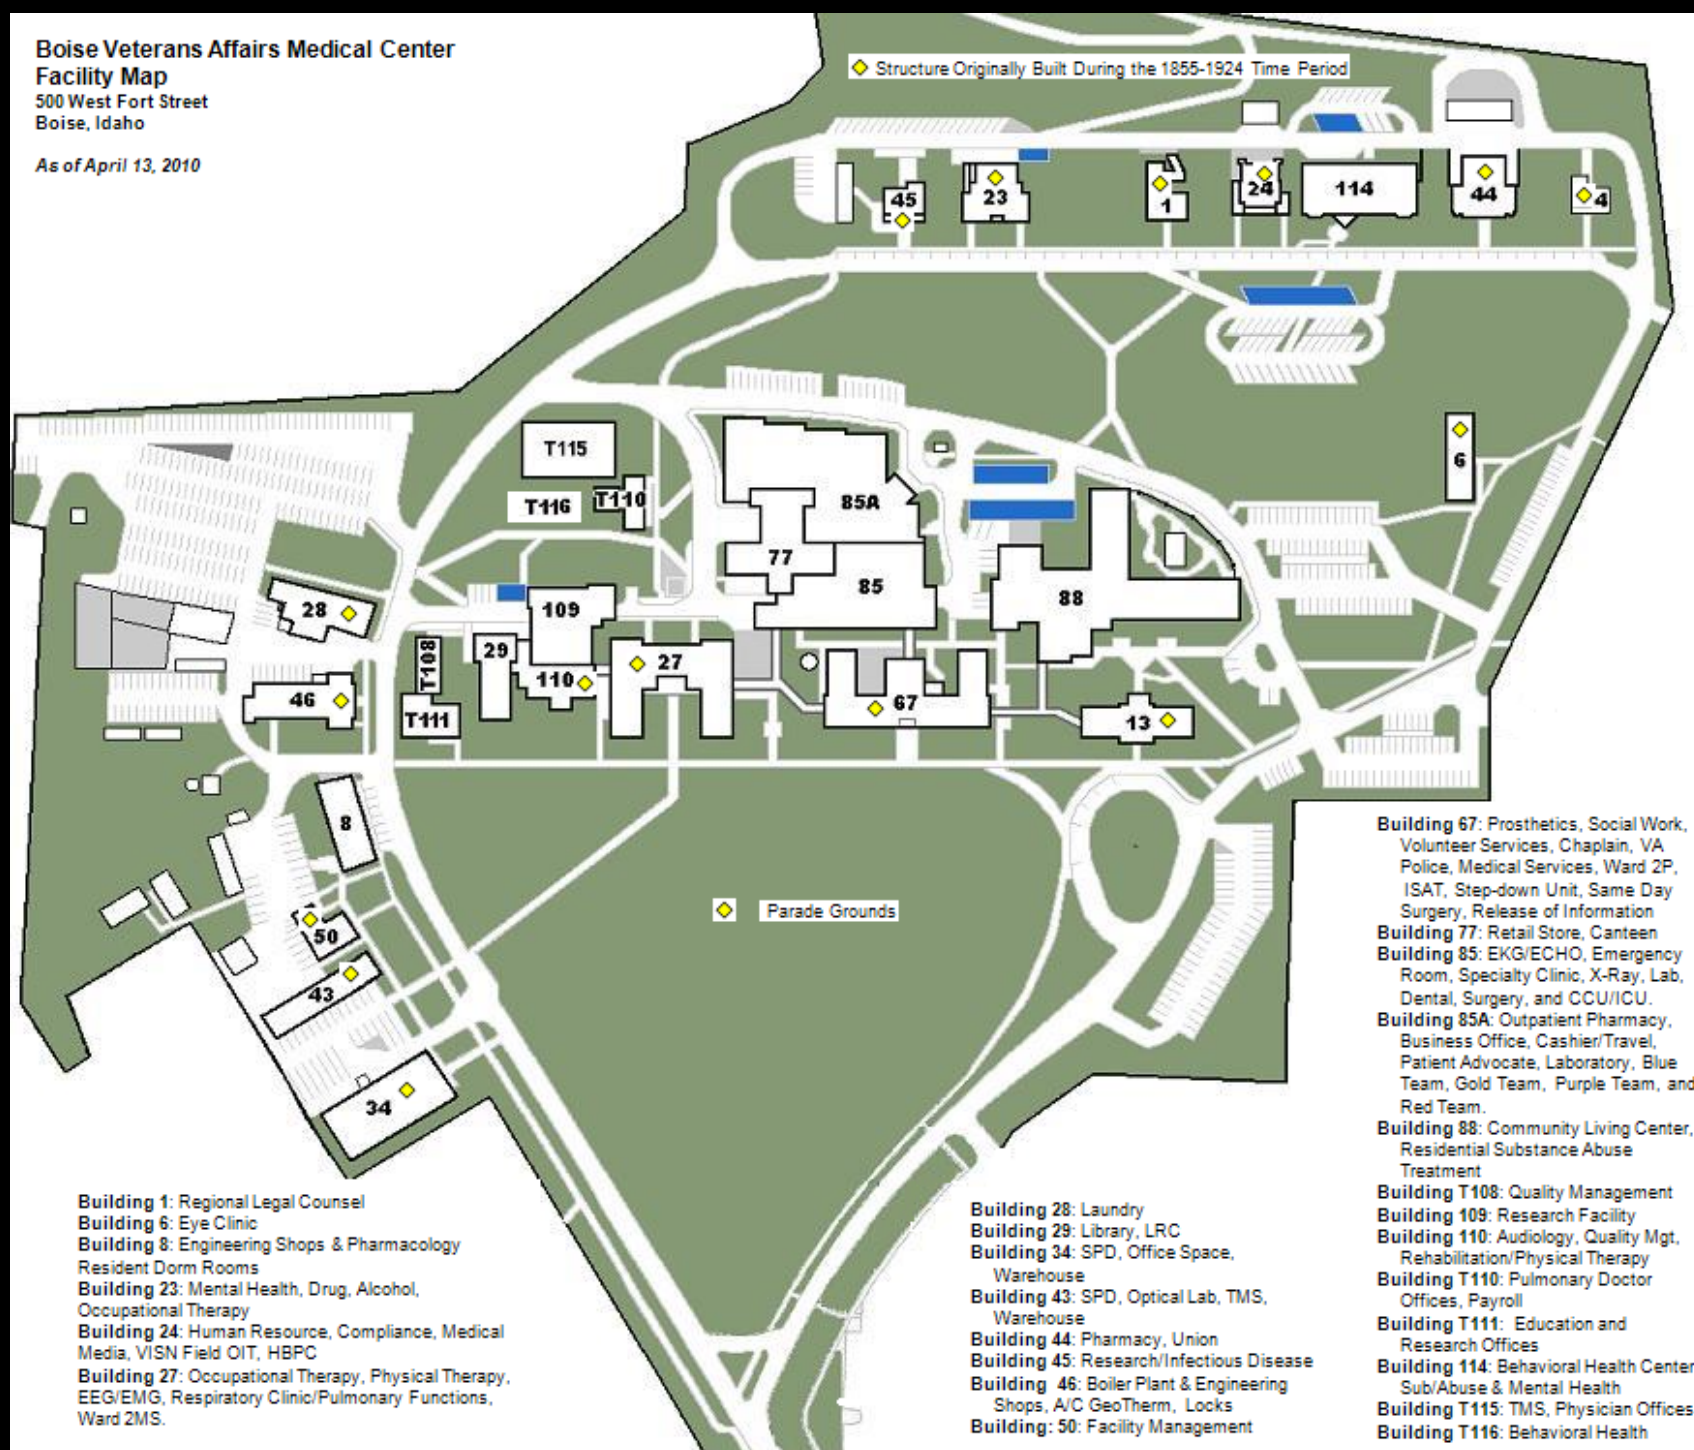 Boise Veterans Affairs Medical Center
Facility Map
500 West Fort Street
Boise, Idaho
As of April 13, 2010
Structure Originally Built During the 1855-1924 Time Period
45
23
1
24
114
44
4
T115
T116
T110
85A
6
77
85
88
28
109
T108
29
110
27
46
T111
67
13
8
Parade Grounds
50
43
34
Building 1: Regional Legal Counsel
Building 6: Eye Clinic
Building 8: Engineering Shops & Pharmacology
Resident Dorm Rooms
Building 23: Mental Health, Drug, Alcohol,
Occupational Therapy
Building 24: Human Resource, Compliance, Medical
Media, VISN Field OIT, HBPC
Building 27: Occupational Therapy, Physical Therapy,
EEG/EMG, Respiratory Clinic/Pulmonary Functions,
Ward 2MS.
Building 28: Laundry
Building 29: Library, LRC
Building 34: SPD, Office Space,
Warehouse
Building 43: SPD, Optical Lab, TMS,
Warehouse
Building 44: Pharmacy, Union
Building 45: Research/Infectious Disease
Building 46: Boiler Plant & Engineering
Shops, A/C GeoTherm, Locks
Building: 50: Facility Management
Building 67: Prosthetics, Social Work,
Volunteer Services, Chaplain, VA
Police, Medical Services, Ward 2P,
ISAT, Step-down Unit, Same Day
Surgery, Release of Information
Building 77: Retail Store, Canteen
Building 85: EKG/ECHO, Emergency
Room, Specialty Clinic, X-Ray, Lab,
Dental, Surgery, and CCU/ICU.
Building 85A: Outpatient Pharmacy,
Business Office, Cashier/Travel,
Patient Advocate, Laboratory, Blue
Team, Gold Team, Purple Team, and
Red Team.
Building 88: Community Living Center,
Residential Substance Abuse
Treatment
Building T108: Quality Management
Building 109: Research Facility
Building 110: Audiology, Quality Mgt,
Rehabilitation/Physical Therapy
Building T110: Pulmonary Doctor
Offices, Payroll
Building T111: Education and
Research Offices
Building 114: Behavioral Health Center
Sub/Abuse & Mental Health
Building T115: TMS, Physician Offices
Building T116: Behavioral Health